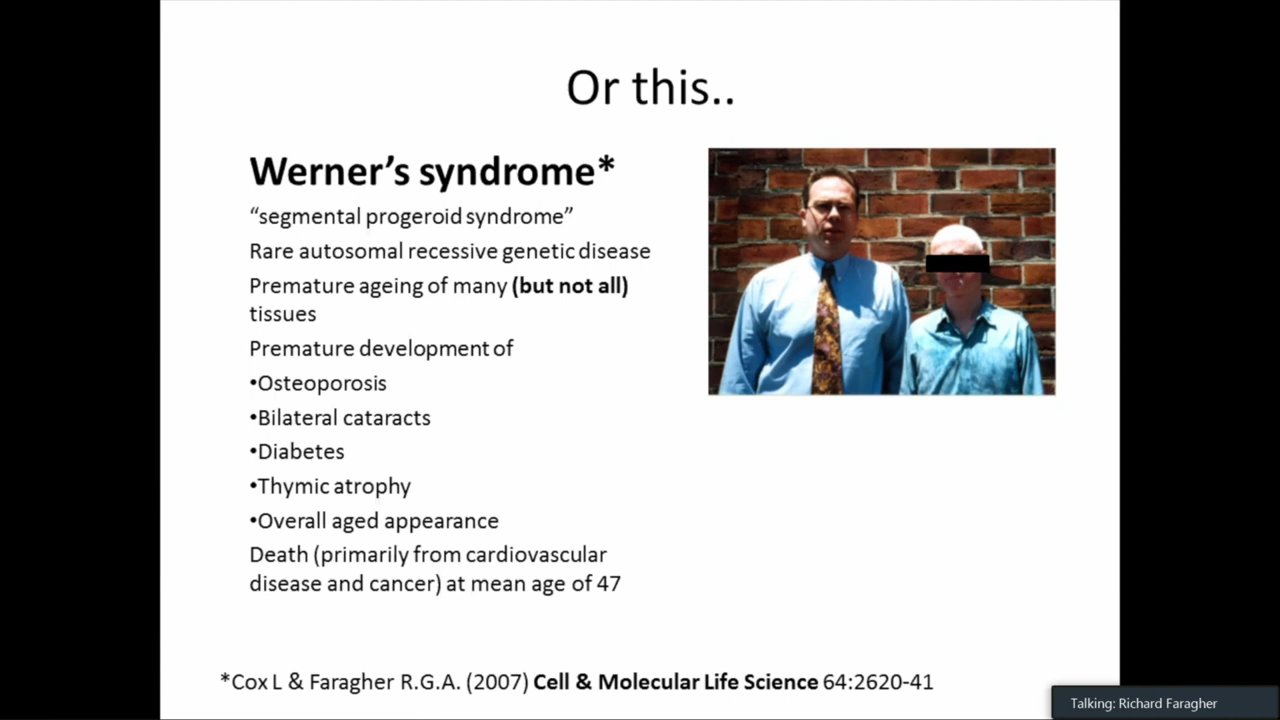 Or this..
Werner’s syndrome*
“segmental progeroid syndrome”
Rare autosomal recessive genetic disease
Premature ageing of many (but not all)
tissues
Premature development of
•Osteoporosis
•Bilateral cataracts
•Diabetes
•Thymic atrophy
•Overall aged appearance
Death (primarily from cardiovascular
disease and cancer) at mean age of 47
*Cox L & Faragher R.G.A. (2007) Cell & Molecular Life Science 64:2620-41
Talking: Richard Faragher